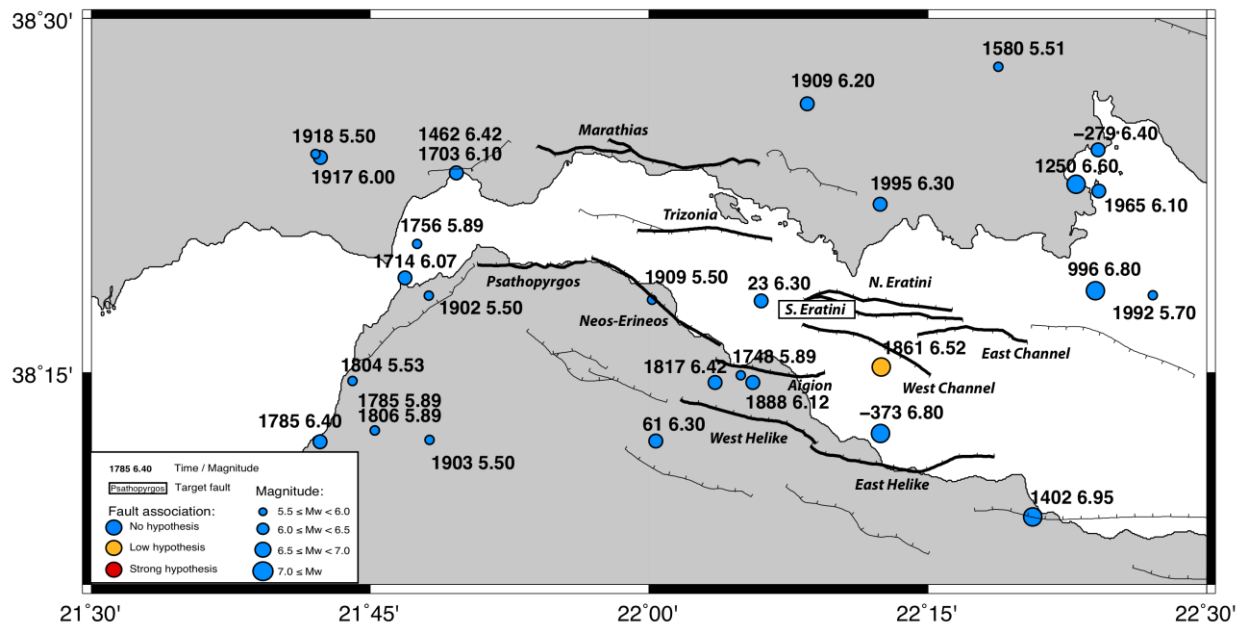 38˚30'
1580 5.51
1909 6.20
1918 5.50
1462 6.42
Marathias
−279 6.40
1703 6.10
1250 6.60
1917 6.00
1995 6.30
1965 6.10
1756 5.89
Trizonia
1714 6.07
996 6.80
Psathopyrgos
1909 5.50
23 6.30
N. Eratini
1902 5.50
S. Eratini
1992 5.70
Neos-Erineos
1861 6.52
East Channel
38˚15'
1804 5.53
1817 6.42
1748 5.89
Aigion
West Channel
1785 5.89
1888 6.12
1785 6.40
1806 5.89
61 6.30
−373 6.80
West Helike
1903 5.50
East Helike
1402 6.95
1785 6.40 Time / Magnitude
Psathopyrgos Target fault
Magnitude:
Fault association:
5.5 ≤ Mw < 6.0
No hypothesis
6.0 ≤ Mw < 6.5
Low hypothesis
6.5 ≤ Mw < 7.0
Strong hypothesis
7.0 ≤ Mw
21˚30'
21˚45'
22˚00'
22˚15'
22˚30'